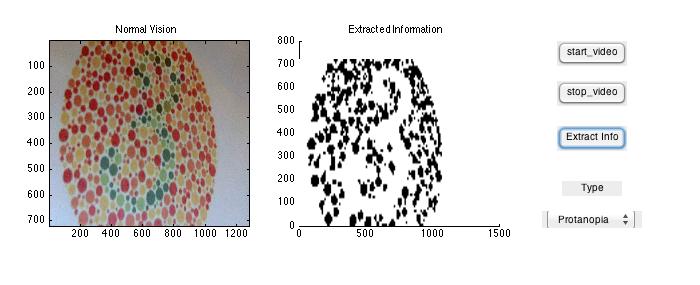 Normal Vision
100
200
300
400
500
600
700
200 400 600 800 1000 1200
Extracted Information
800
700
600
500
400
300
200
100
0
0 500 1000 1500
start_video
stop_video
Extract Info
Type
Protanopia